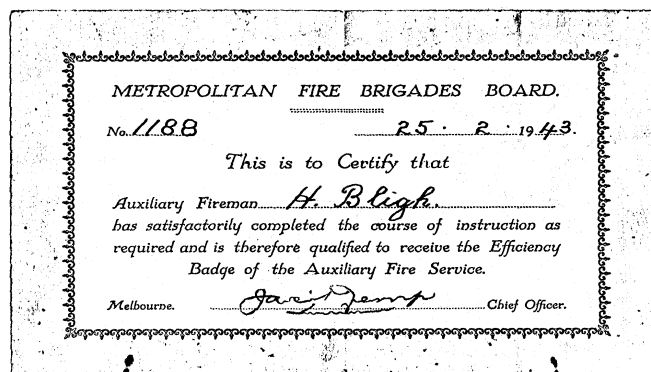 METROPOLITAN FIRE BRIGADES BOARD.
No. 1188 25 . 2 . 1943.
This is to Certify that
Auxiliary Fireman H. Bligh.
has satisfactorily completed the course of instruction as
required and is therefore qualified to receive the Efficiency
Badge of the Auxiliary Fire Service.
Melbourne. Chief Officer.